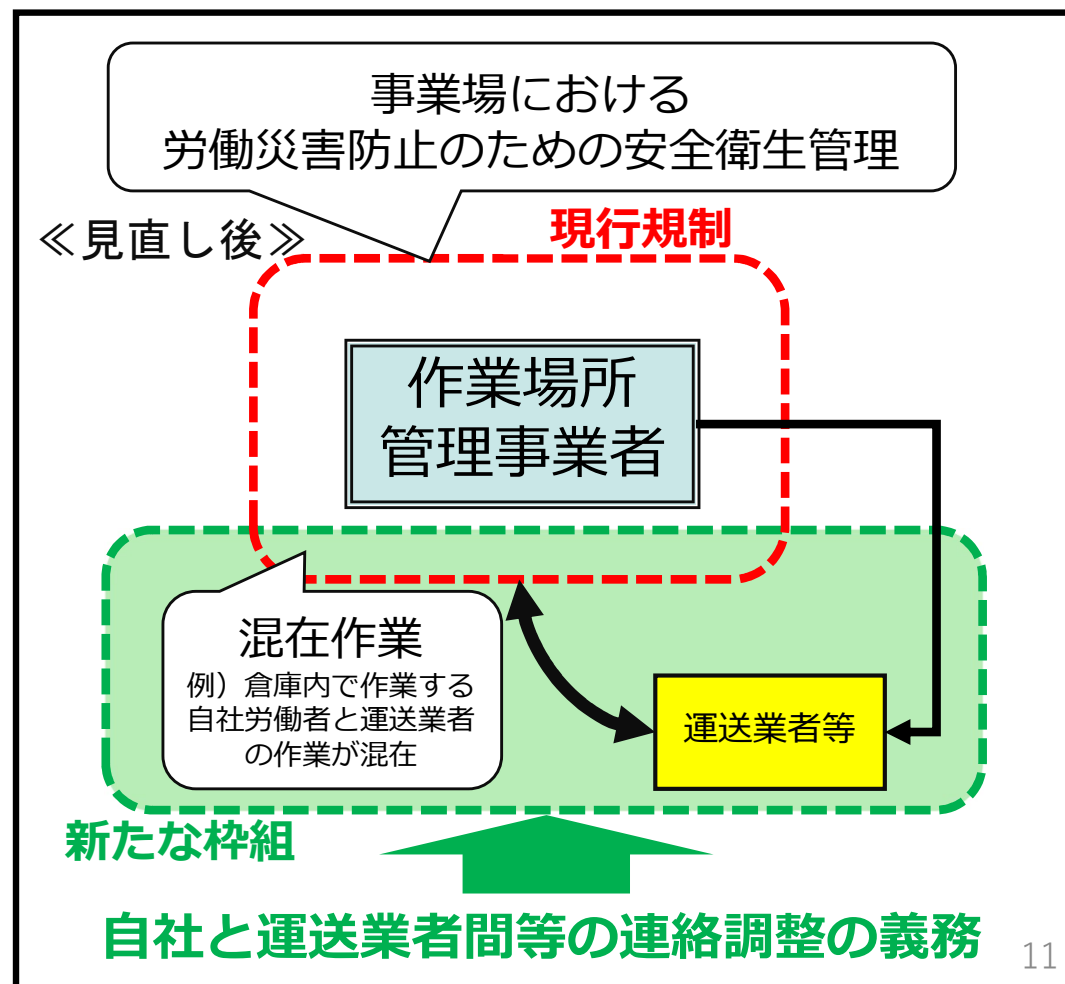 事業場における
労働災害防止のための安全衛生管理
≪見直し後≫
現行規制
作業場所
管理事業者
混在作業
例）倉庫内で作業する
自社労働者と運送業者
の作業が混在
運送業者等
新たな枠組
自社と運送業者間等の連絡調整の義務
11